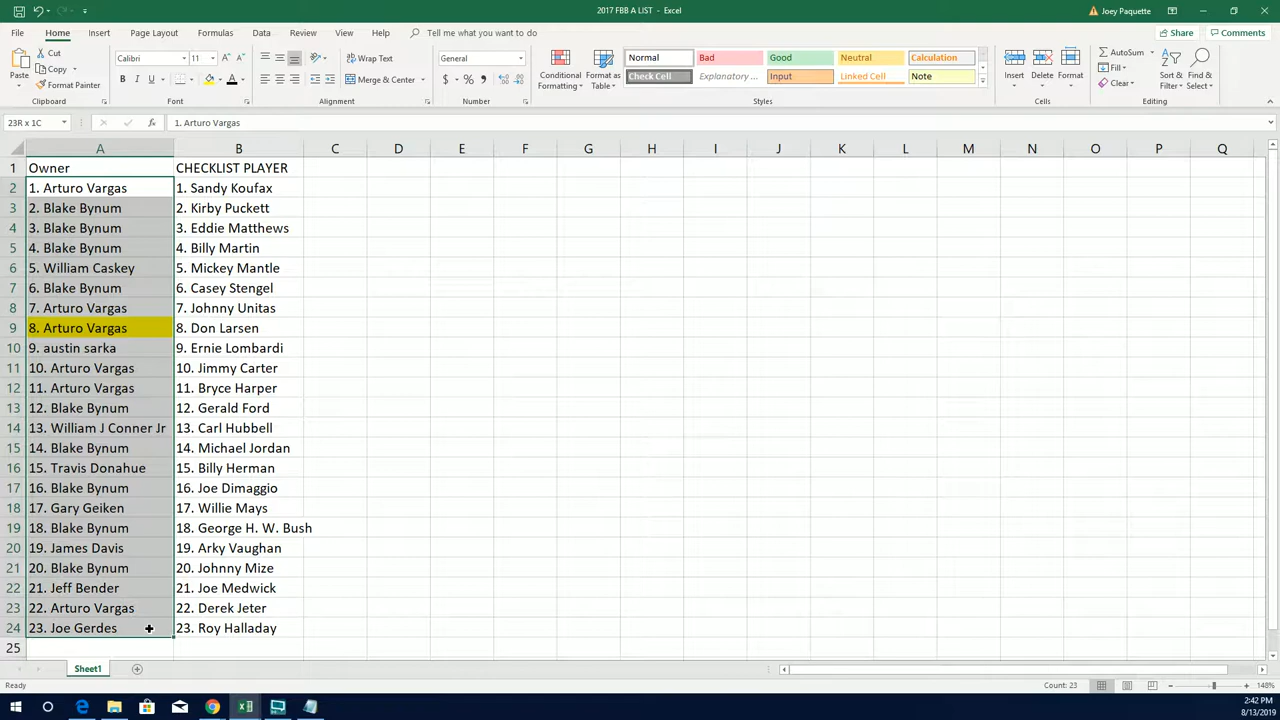 2017 FBB A LIST - Excel
Joey Paquette
File Home Insert Page Layout Formulas Data Review View Help Tell me what you want to do Share Comments
Cut
Copy
Format Painter
Paste
Clipboard
Calibri 11
B I U
Font
Wrap Text
Merge & Center
Alignment
General
$ % ,
Number
Conditional Formatting
Format as Table
Normal Bad Good Neutral Calculation
Check Cell Explanatory ... Input Linked Cell Note
Styles
Insert Delete Format
Cells
AutoSum
Fill
Clear
Sort & Filter
Find & Select
Editing
23R x 1C fx 1. Arturo Vargas
A B C D E F G H I J K L M N O P Q
1 Owner CHECKLIST PLAYER
2 1. Arturo Vargas 1. Sandy Koufax
3 2. Blake Bynum 2. Kirby Puckett
4 3. Blake Bynum 3. Eddie Matthews
5 4. Blake Bynum 4. Billy Martin
6 5. William Caskey 5. Mickey Mantle
7 6. Blake Bynum 6. Casey Stengel
8 7. Arturo Vargas 7. Johnny Unitas
9 8. Arturo Vargas 8. Don Larsen
10 9. austin sarka 9. Ernie Lombardi
11 10. Arturo Vargas 10. Jimmy Carter
12 11. Arturo Vargas 11. Bryce Harper
13 12. Blake Bynum 12. Gerald Ford
14 13. William J Conner Jr 13. Carl Hubbell
15 14. Blake Bynum 14. Michael Jordan
16 15. Travis Donahue 15. Billy Herman
17 16. Blake Bynum 16. Joe Dimaggio
18 17. Gary Geiken 17. Willie Mays
19 18. Blake Bynum 18. George H. W. Bush
20 19. James Davis 19. Arky Vaughan
21 20. Blake Bynum 20. Johnny Mize
22 21. Jeff Bender 21. Joe Medwick
23 22. Arturo Vargas 22. Derek Jeter
24 23. Joe Gerdes 23. Roy Halladay
25
Sheet1
Ready Count: 23 148%
2:42 PM
8/13/2019